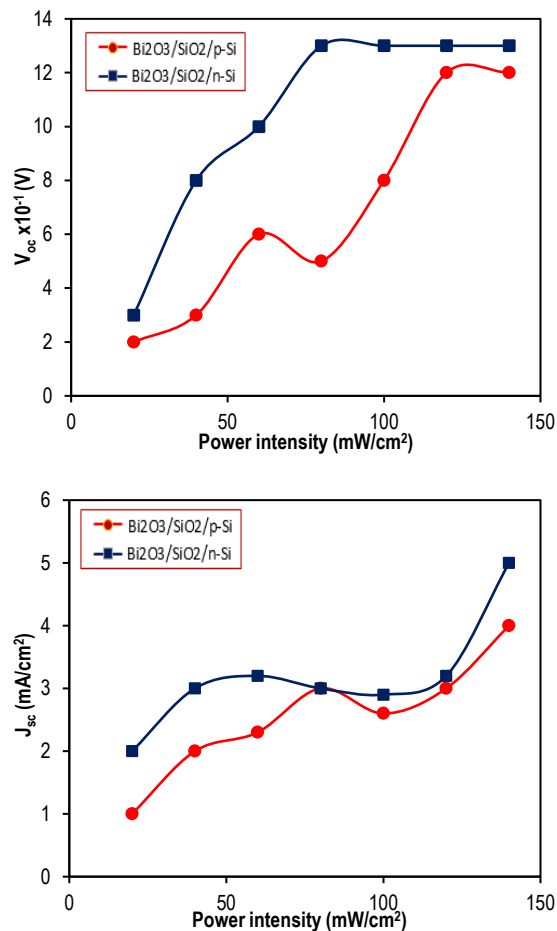 14
12
10
8
6
4
2
0
V_oc x10⁻¹ (V)
Bi2O3/SiO2/p-Si
Bi2O3/SiO2/n-Si
0 50 100 150
Power intensity (mW/cm²)
6
5
4
3
2
1
0
J_sc (mA/cm²)
Bi2O3/SiO2/p-Si
Bi2O3/SiO2/n-Si
0 50 100 150
Power intensity (mW/cm²)